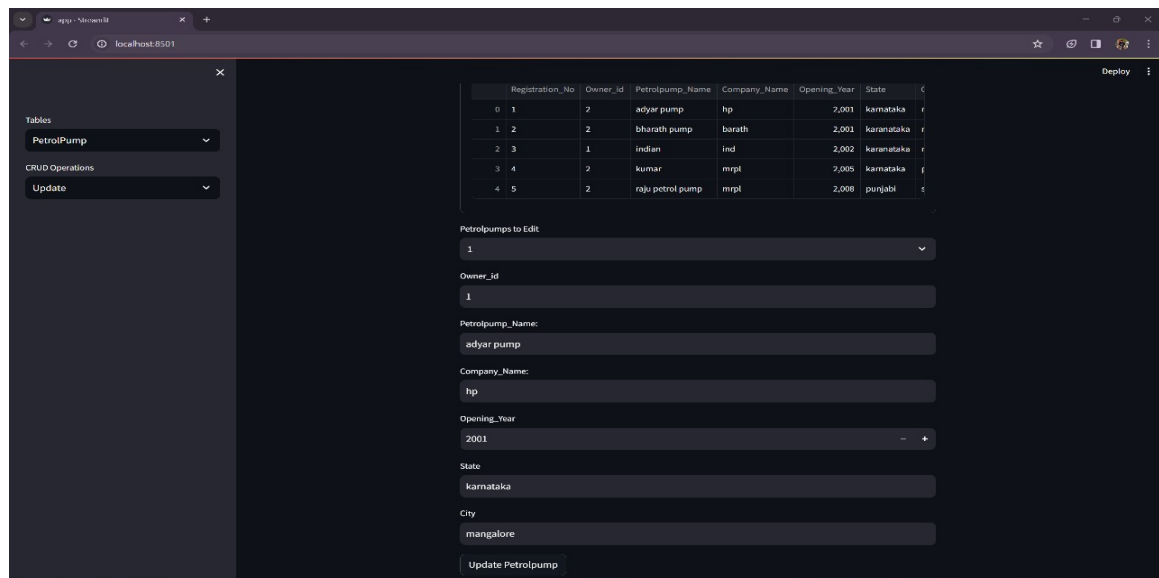 app · Streamlit
localhost:8501
Deploy
Tables
PetrolPump
CRUD Operations
Update
Registration_No Owner_id Petrolpump_Name Company_Name Opening_Year State
0 1 2 adyar pump hp 2,001 karnataka
1 2 2 bharath pump barath 2,001 karanataka
2 3 1 indian ind 2,002 karanataka
3 4 2 kumar mrpl 2,005 karnataka
4 5 2 raju petrol pump mrpl 2,008 punjabi
Petrolpumps to Edit
1
Owner_id
1
Petrolpump_Name:
adyar pump
Company_Name:
hp
Opening_Year
2001
State
karnataka
City
mangalore
Update Petrolpump